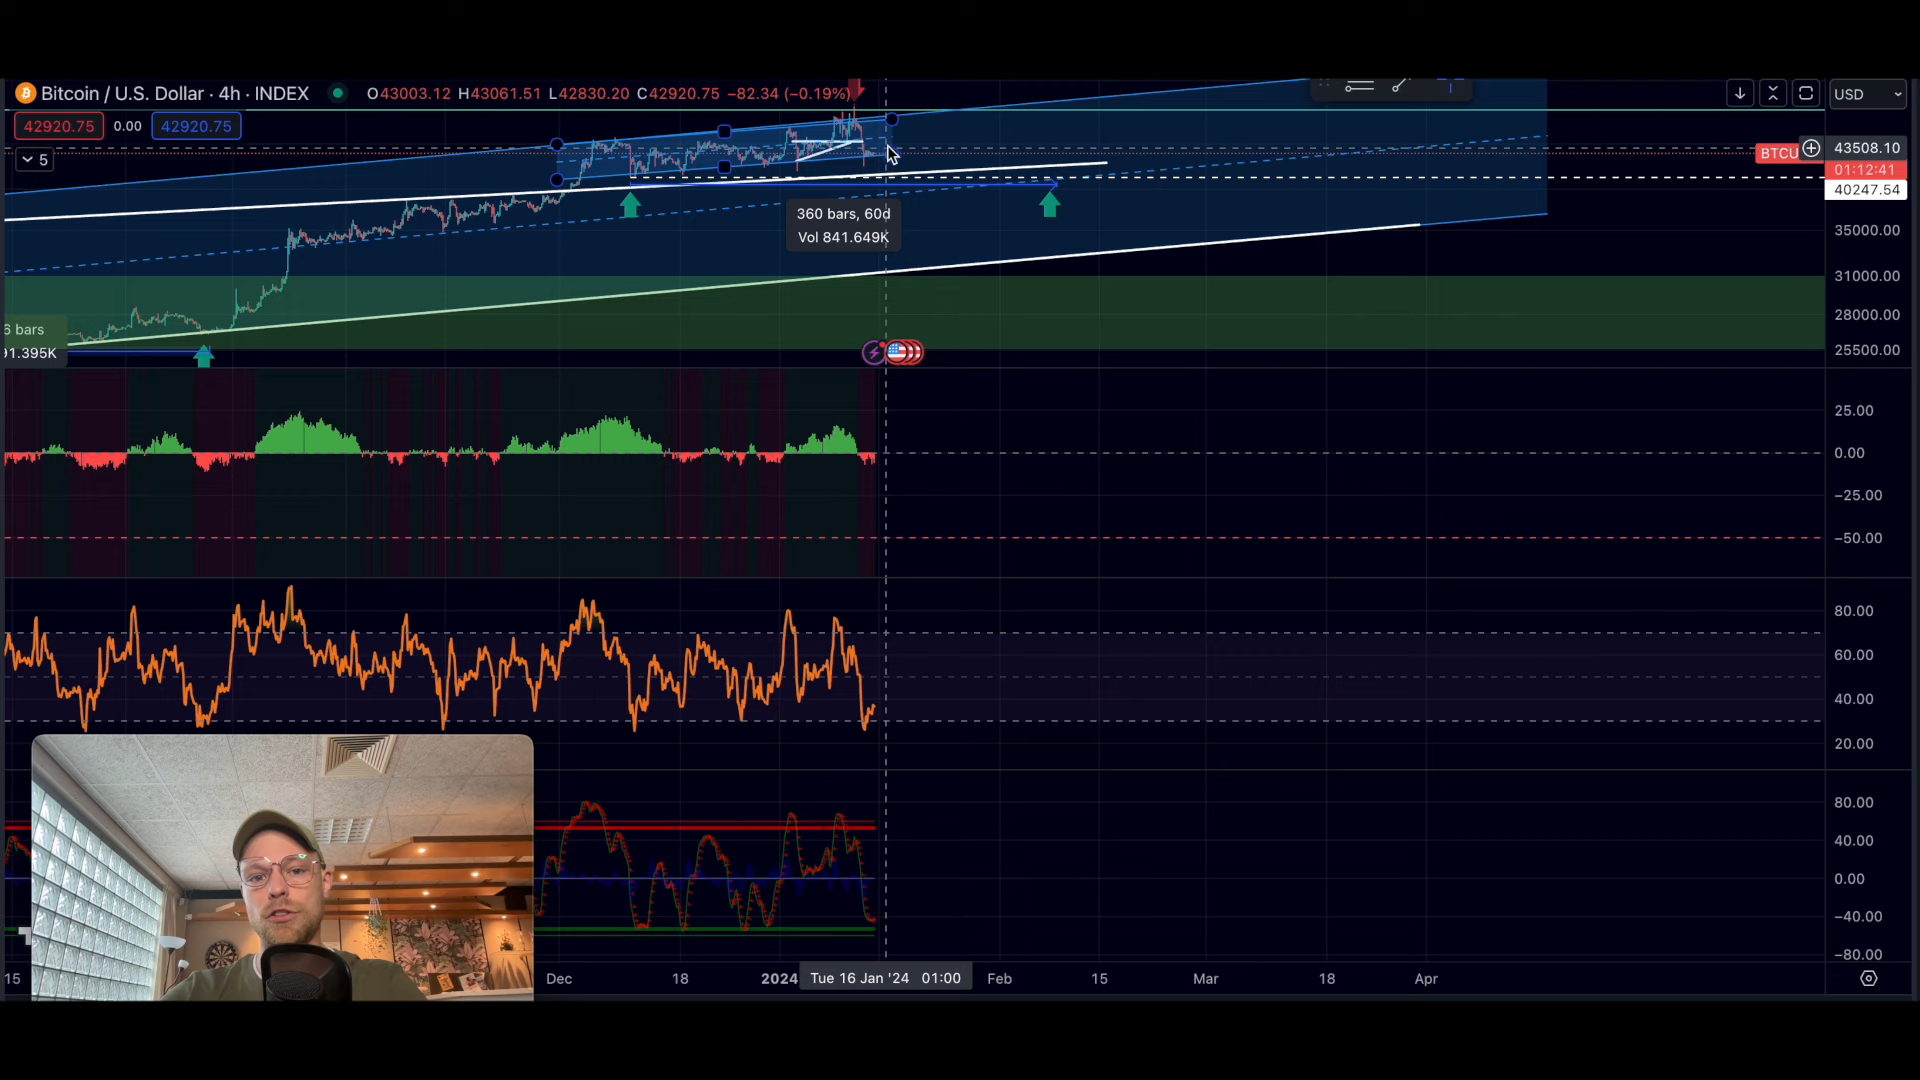 Bitcoin / U.S. Dollar · 4h · INDEX O43003.12 H43061.51 L42830.20 C42920.75 −82.34 (−0.19%)
USD
42920.75 0.00 42920.75
5
BTCU 43508.10
01:12:41
40247.54
360 bars, 60d
Vol 841.649K
35000.00
31000.00
28000.00
25500.00
6 bars
91.395K
25.00
0.00
−25.00
−50.00
80.00
60.00
40.00
20.00
80.00
40.00
0.00
−40.00
−80.00
15 Dec 18 2024 Tue 16 Jan '24 01:00 Feb 15 Mar 18 Apr